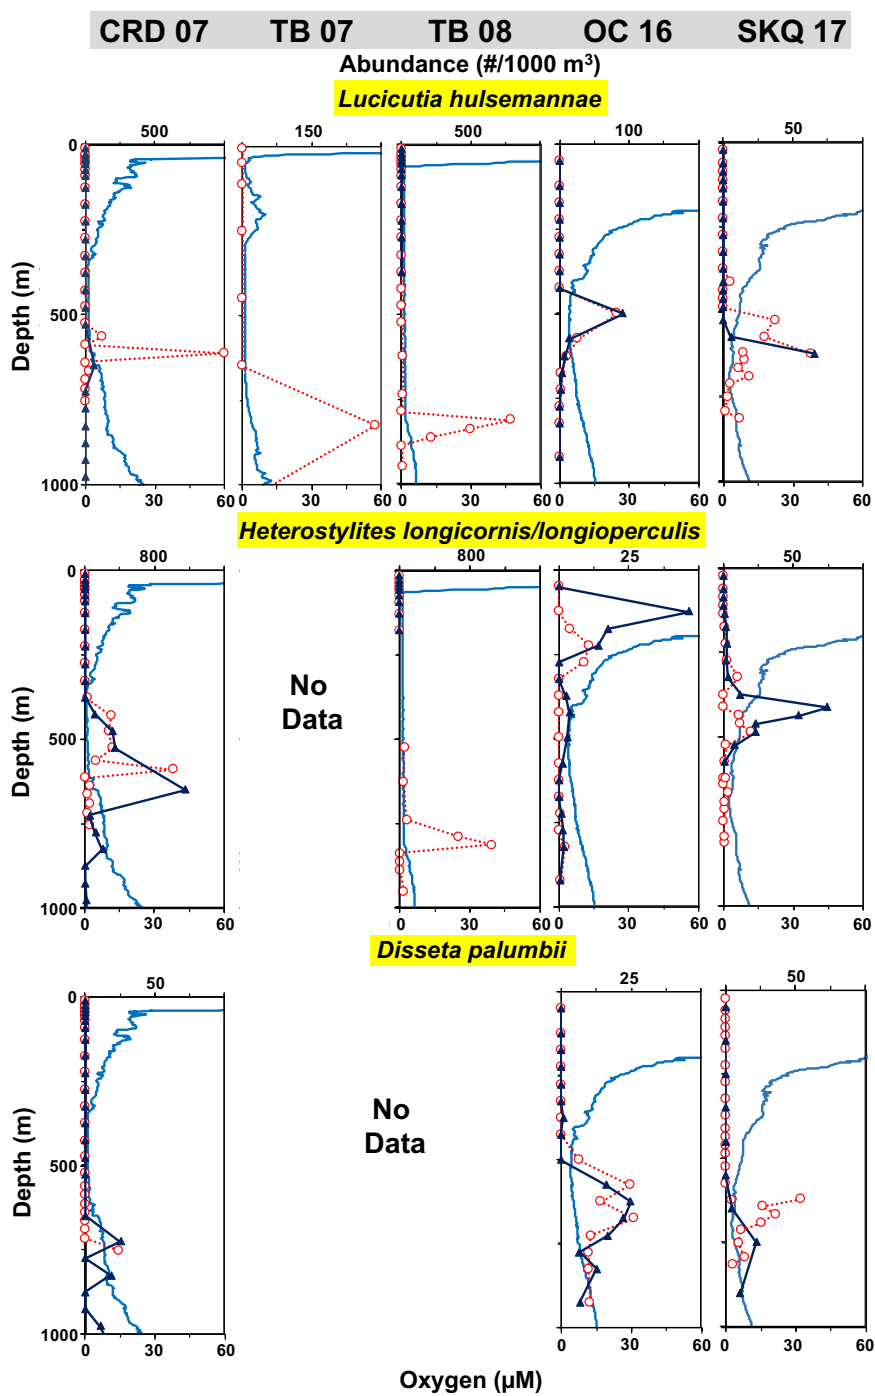 CRD 07 TB 07 TB 08 OC 16 SKQ 17
Abundance (#/1000 m³)
Lucicutia hulsemannae
500 150 500 100 50
0
500
1000
Depth (m)
0 30 60 0 30 60 0 30 60 0 30 60 0 30 60
Heterostylites longicornis/longioperculis
800 800 25 50
0
500
1000
Depth (m)
No
Data
0 30 60 0 30 60 0 30 60 0 30 60
Disseta palumbii
50 25 50
0
500
1000
Depth (m)
No
Data
0 30 60 0 30 60 0 30 60
Oxygen (µM)